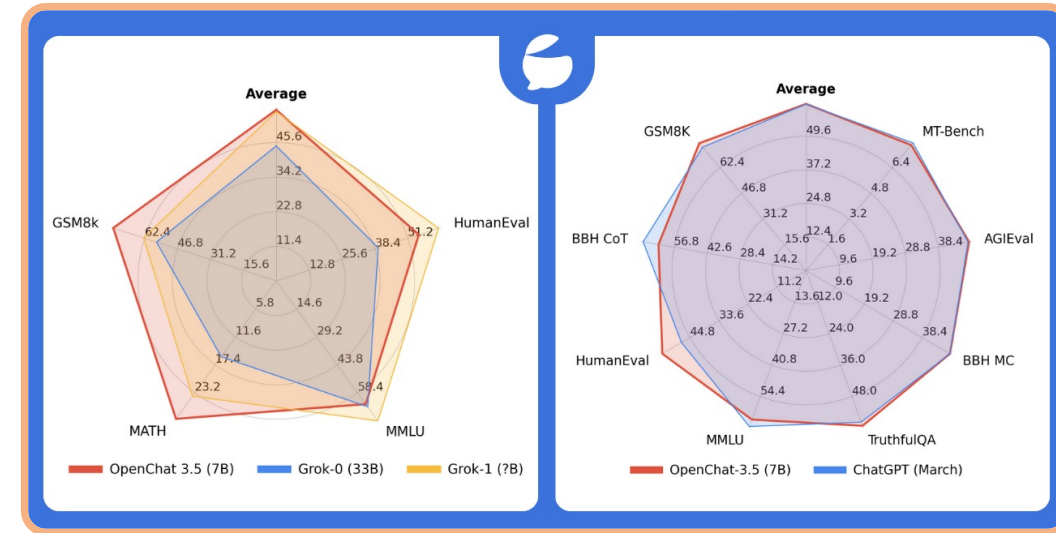 Average
45.6
34.2
22.8
11.4
GSM8k
62.4
46.8
31.2
15.6
HumanEval
51.2
38.4
25.6
12.8
5.8
14.6
11.6
29.2
17.4
43.8
23.2
58.4
MATH
MMLU
OpenChat 3.5 (7B)
Grok-0 (33B)
Grok-1 (?B)
Average
49.6
37.2
24.8
12.4
GSM8K
62.4
46.8
31.2
15.6
MT-Bench
6.4
4.8
3.2
1.6
BBH CoT
56.8
42.6
28.4
14.2
AGIEval
38.4
28.8
19.2
9.6
11.2
22.4
33.6
44.8
HumanEval
9.6
19.2
28.8
38.4
BBH MC
13.6
27.2
40.8
54.4
MMLU
12.0
24.0
36.0
48.0
TruthfulQA
OpenChat-3.5 (7B)
ChatGPT (March)